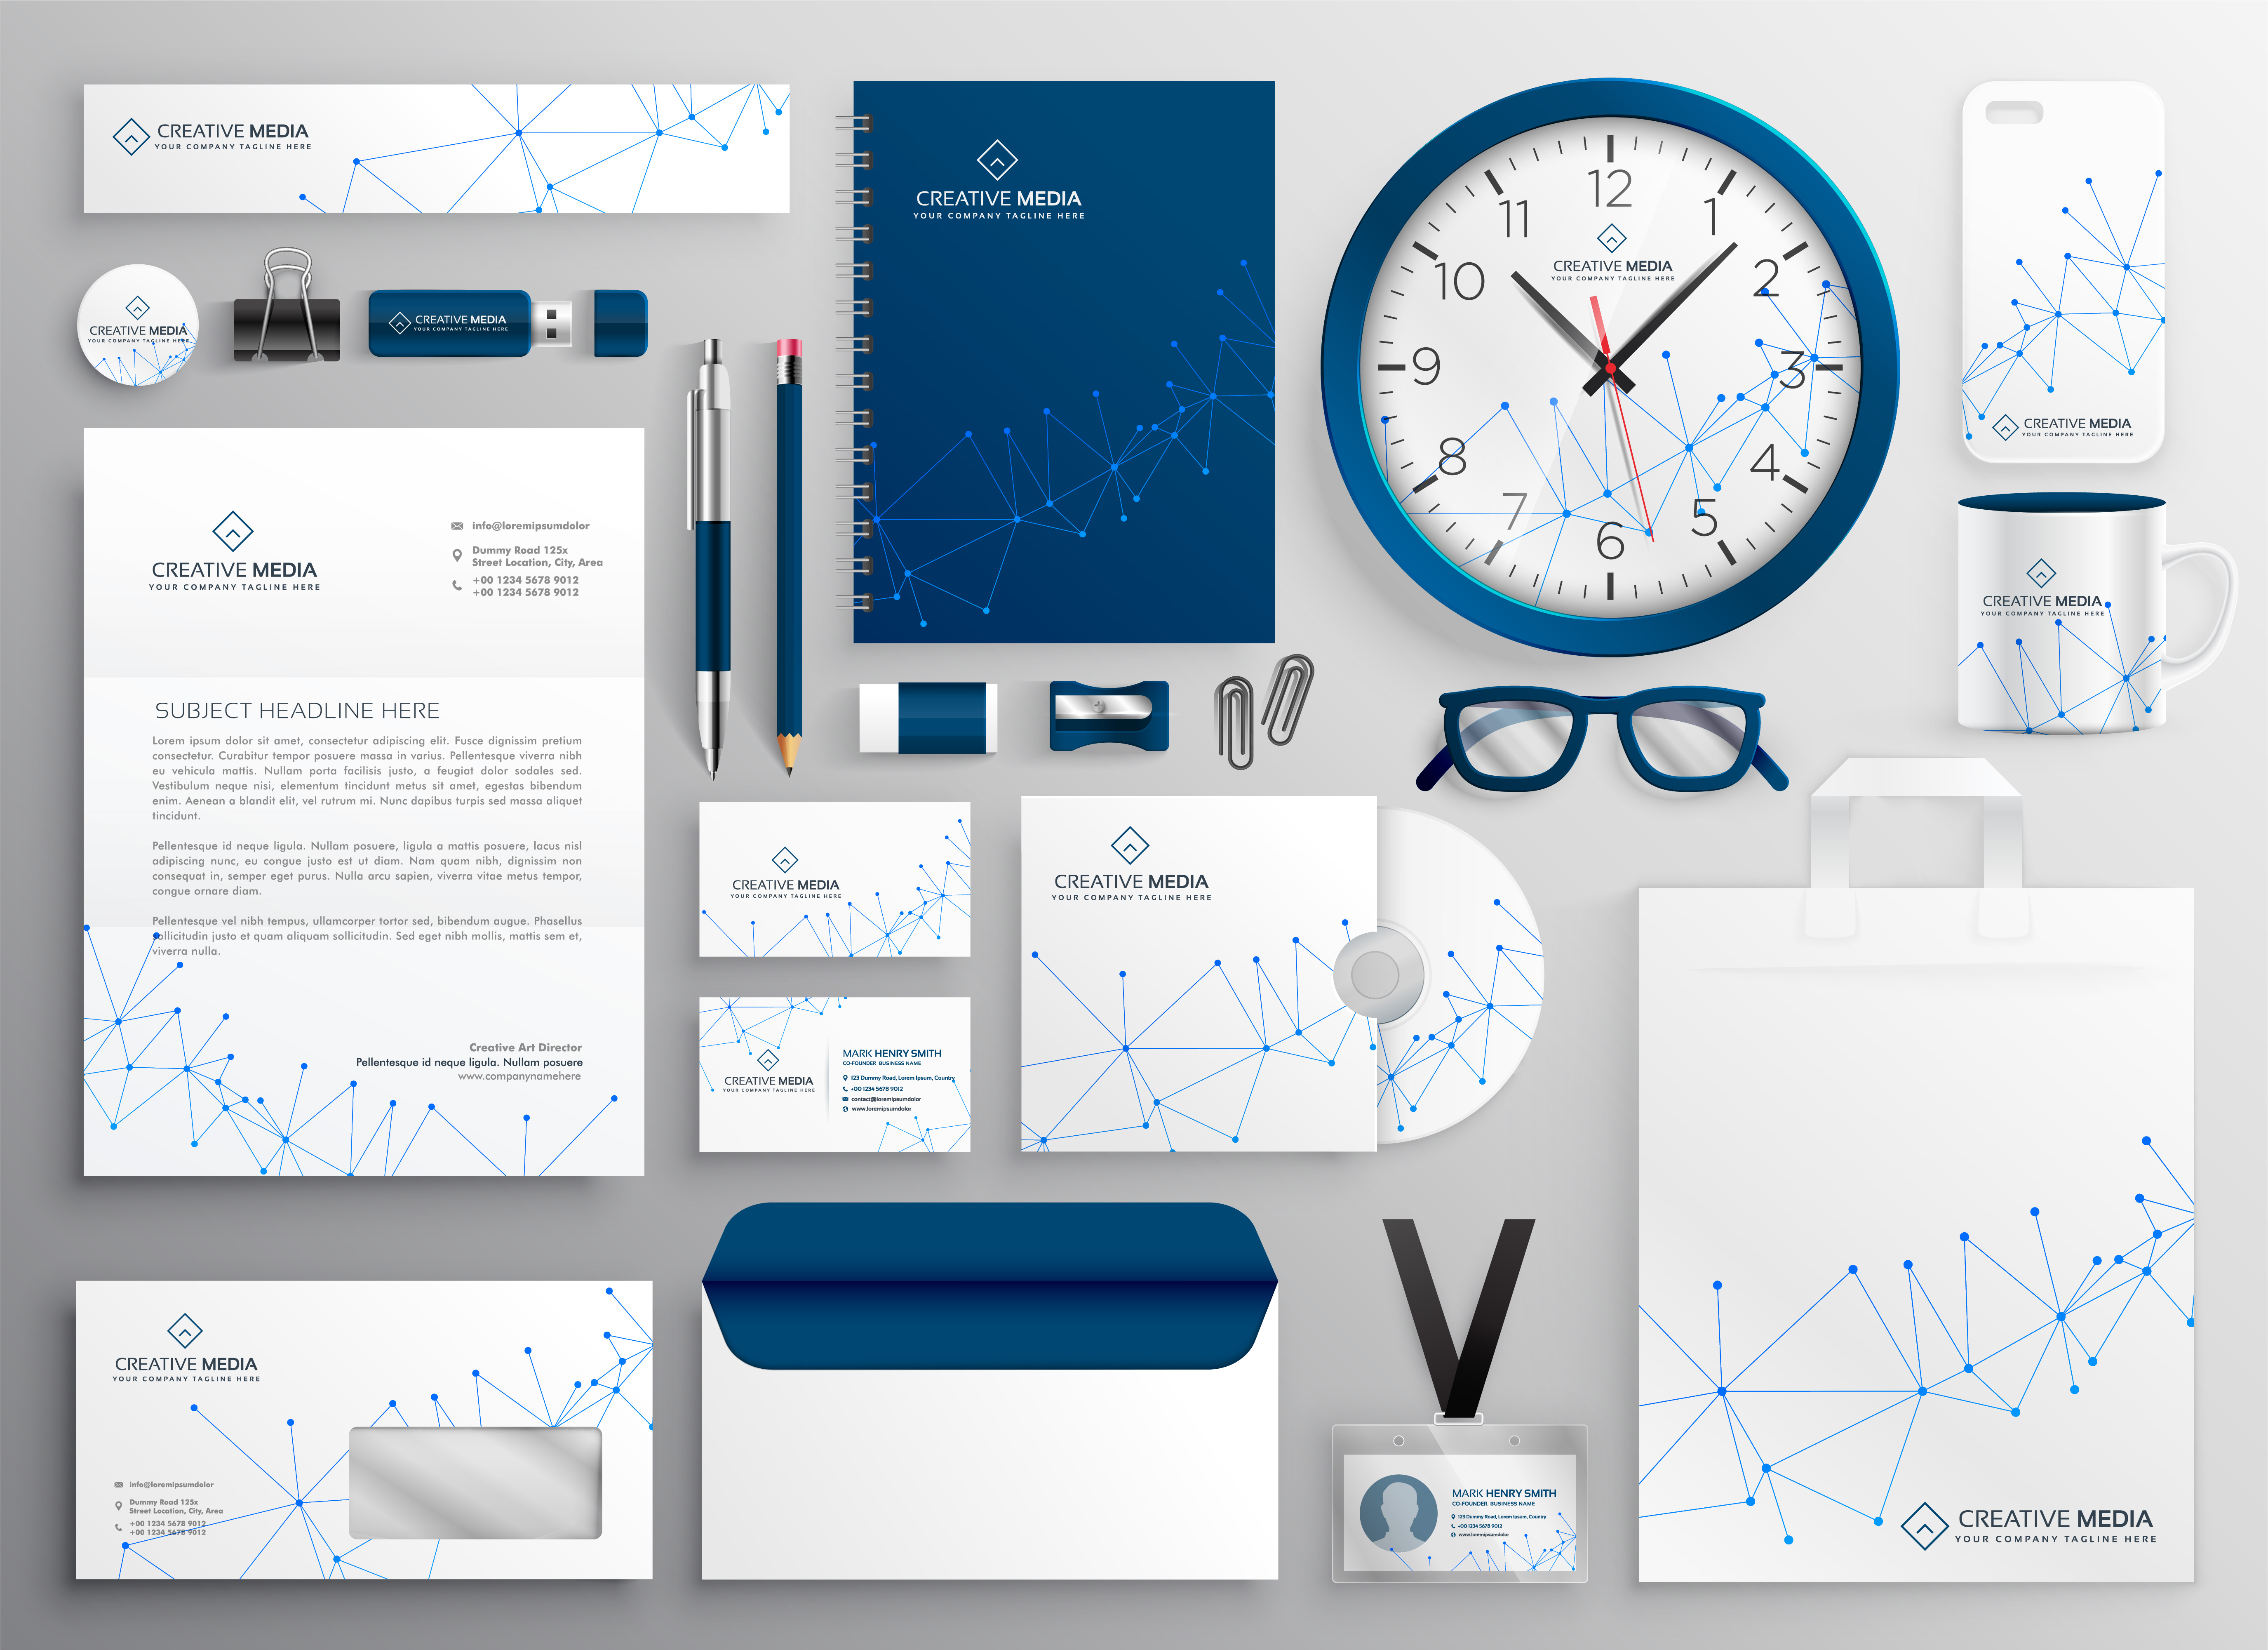 CREATIVE MEDIA
YOUR COMPANY TAGLINE HERE
CREATIVE MEDIA
YOUR COMPANY TAGLINE HERE
CREATIVE MEDIA
YOUR COMPANY TAGLINE HERE
CREATIVE MEDIA
YOUR COMPANY TAGLINE HERE
12
1
2
3
4
5
6
7
8
9
10
11
CREATIVE MEDIA
YOUR COMPANY TAGLINE HERE
CREATIVE MEDIA
YOUR COMPANY TAGLINE HERE
CREATIVE MEDIA
YOUR COMPANY TAGLINE HERE
CREATIVE MEDIA
YOUR COMPANY TAGLINE HERE
info@loremipsumdolor
Dummy Road 125x
Street Location, City, Area
+00 1234 5678 9012
+00 1234 5678 9012
SUBJECT HEADLINE HERE
Lorem ipsum dolor sit amet, consectetur adipiscing elit. Fusce dignissim pretium
consectetur. Curabitur tempor posuere massa in varius. Pellentesque viverra nibh
eu vehicula mattis. Nullam porta facilisis justo, a feugiat dolor sodales sed.
Vestibulum neque nisi, elementum tincidunt metus sit amet, egestas bibendum
enim. Aenean a blandit elit, vel rutrum mi. Nunc dapibus turpis sed massa aliquet
tincidunt.
Pellentesque id neque ligula. Nullam posuere, ligula a mattis posuere, lacus nisl
adipiscing nunc, eu congue justo est ut diam. Nam quam nibh, dignissim non
consequat in, semper eget purus. Nulla arcu sapien, viverra vitae metus tempor,
congue ornare diam.
Pellentesque vel nibh tempus, ullamcorper tortor sed, bibendum augue. Phasellus
sollicitudin justo et quam aliquam sollicitudin. Sed eget nibh mollis, mattis sem et,
viverra nulla.
Creative Art Director
Pellentesque id neque ligula. Nullam posuere
www.companynamehere
CREATIVE MEDIA
YOUR COMPANY TAGLINE HERE
CREATIVE MEDIA
YOUR COMPANY TAGLINE HERE
MARK HENRY SMITH
CO-FOUNDER BUSINESS NAME
123 Dummy Road, Lorem Ipsum, Country
+00 1234 5678 9012
contact@loremipsumdolor
www.loremipsumdolor
CREATIVE MEDIA
YOUR COMPANY TAGLINE HERE
CREATIVE MEDIA
YOUR COMPANY TAGLINE HERE
info@loremipsumdolor
Dummy Road 125x
Street Location, City, Area
+00 1234 5678 9012
+00 1234 5678 9012
MARK HENRY SMITH
CO-FOUNDER BUSINESS NAME
123 Dummy Road, Lorem Ipsum, Country
+00 1234 5678 9012
www.loremipsumdolor
CREATIVE MEDIA
YOUR COMPANY TAGLINE HERE